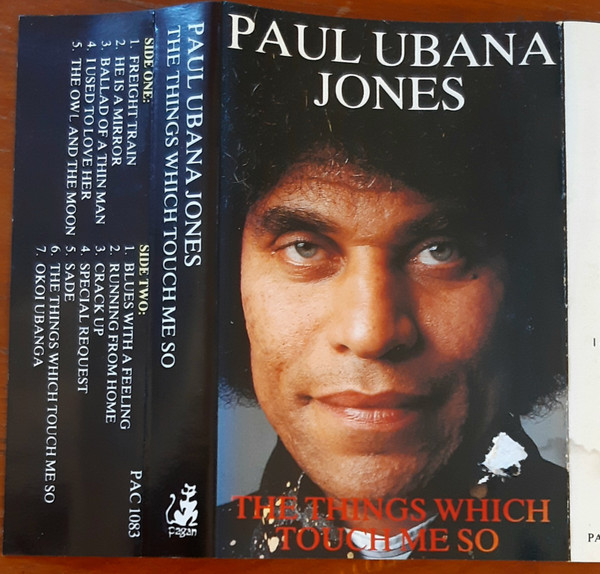 PAUL UBANA
JONES
THE THINGS WHICH
TOUCH ME SO
PAUL UBANA JONES
THE THINGS WHICH TOUCH ME SO
SIDE ONE:
1. FREIGHT TRAIN
2. HE IS A MIRROR
3. BALLAD OF A THIN MAN
4. I USED TO LOVE HER
5. THE OWL AND THE MOON
SIDE TWO:
1. BLUES WITH A FEELING
2. RUNNING FROM HOME
3. CRACK UP
4. SPECIAL REQUEST
5. SADE
6. THE THINGS WHICH TOUCH ME SO
7. OKOI UBANGA
PAC 1083
pagan
I
PA